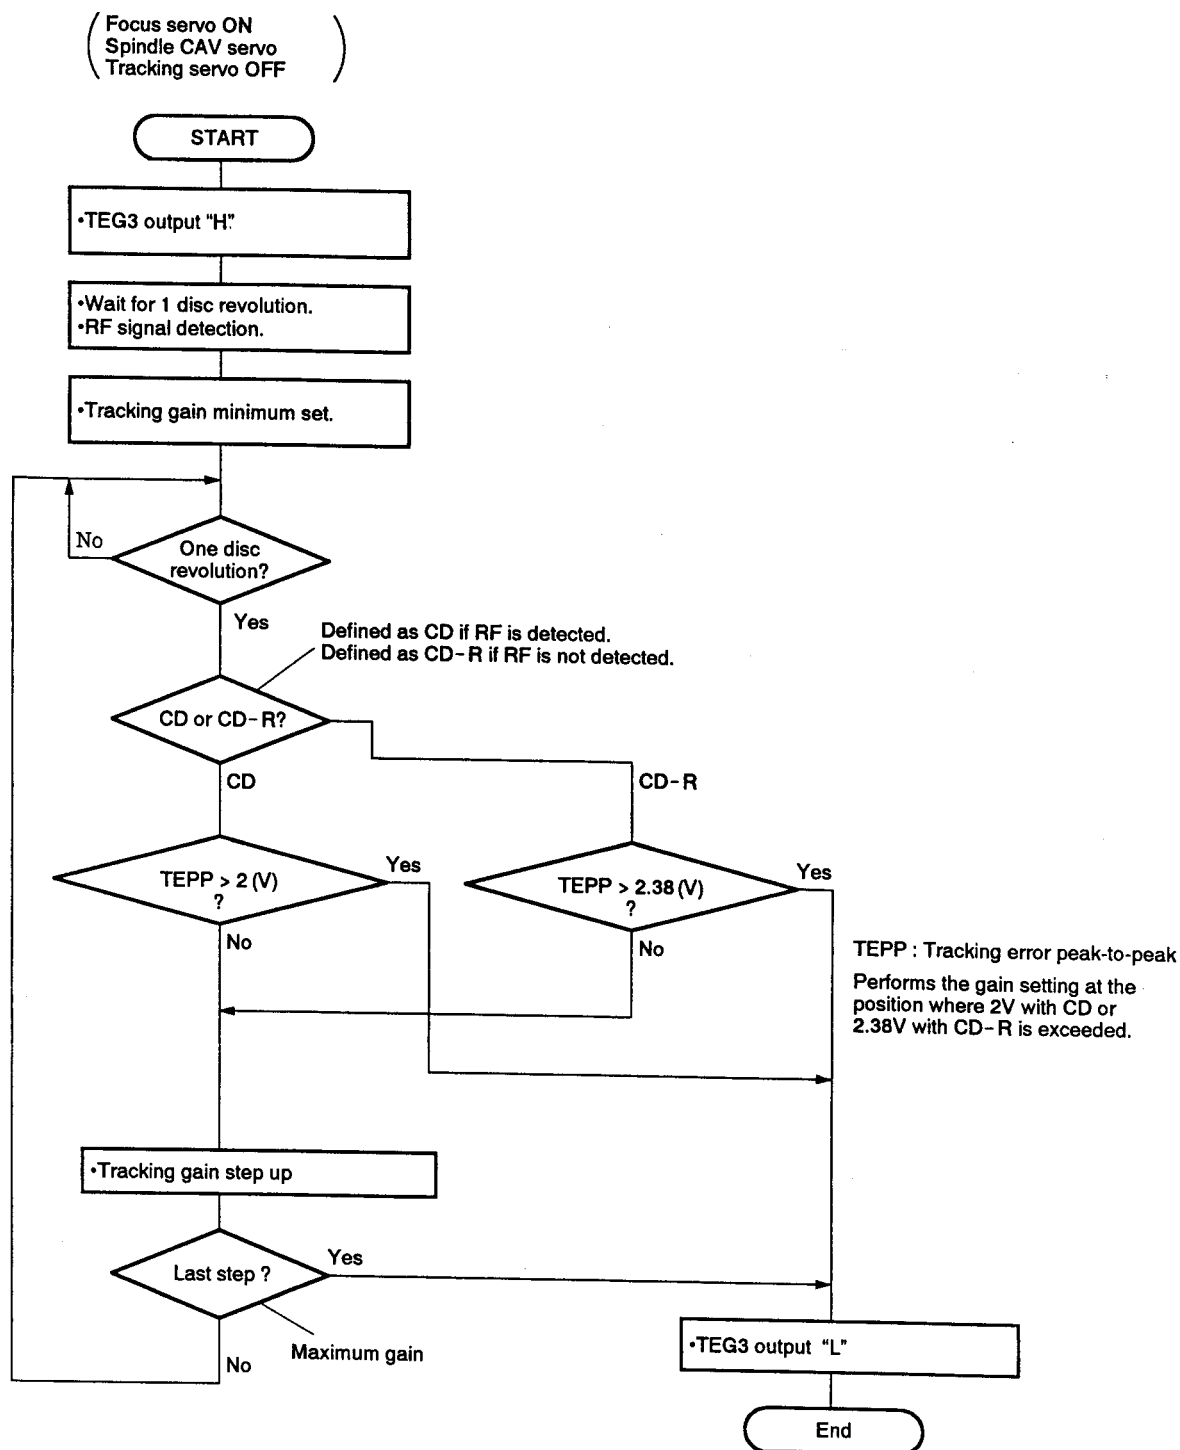 Focus servo ON
Spindle CAV servo
Tracking servo OFF
START
•TEG3 output “H”.
•Wait for 1 disc revolution.
•RF signal detection.
•Tracking gain minimum set.
No
One disc
revolution?
Yes
Defined as CD if RF is detected.
Defined as CD-R if RF is not detected.
CD or CD-R?
CD
CD-R
TEPP > 2 (V)
?
Yes
No
TEPP > 2.38 (V)
?
Yes
No
TEPP : Tracking error peak-to-peak
Performs the gain setting at the
position where 2V with CD or
2.38V with CD-R is exceeded.
•Tracking gain step up
Last step ?
Yes
Maximum gain
No
•TEG3 output “L”
End